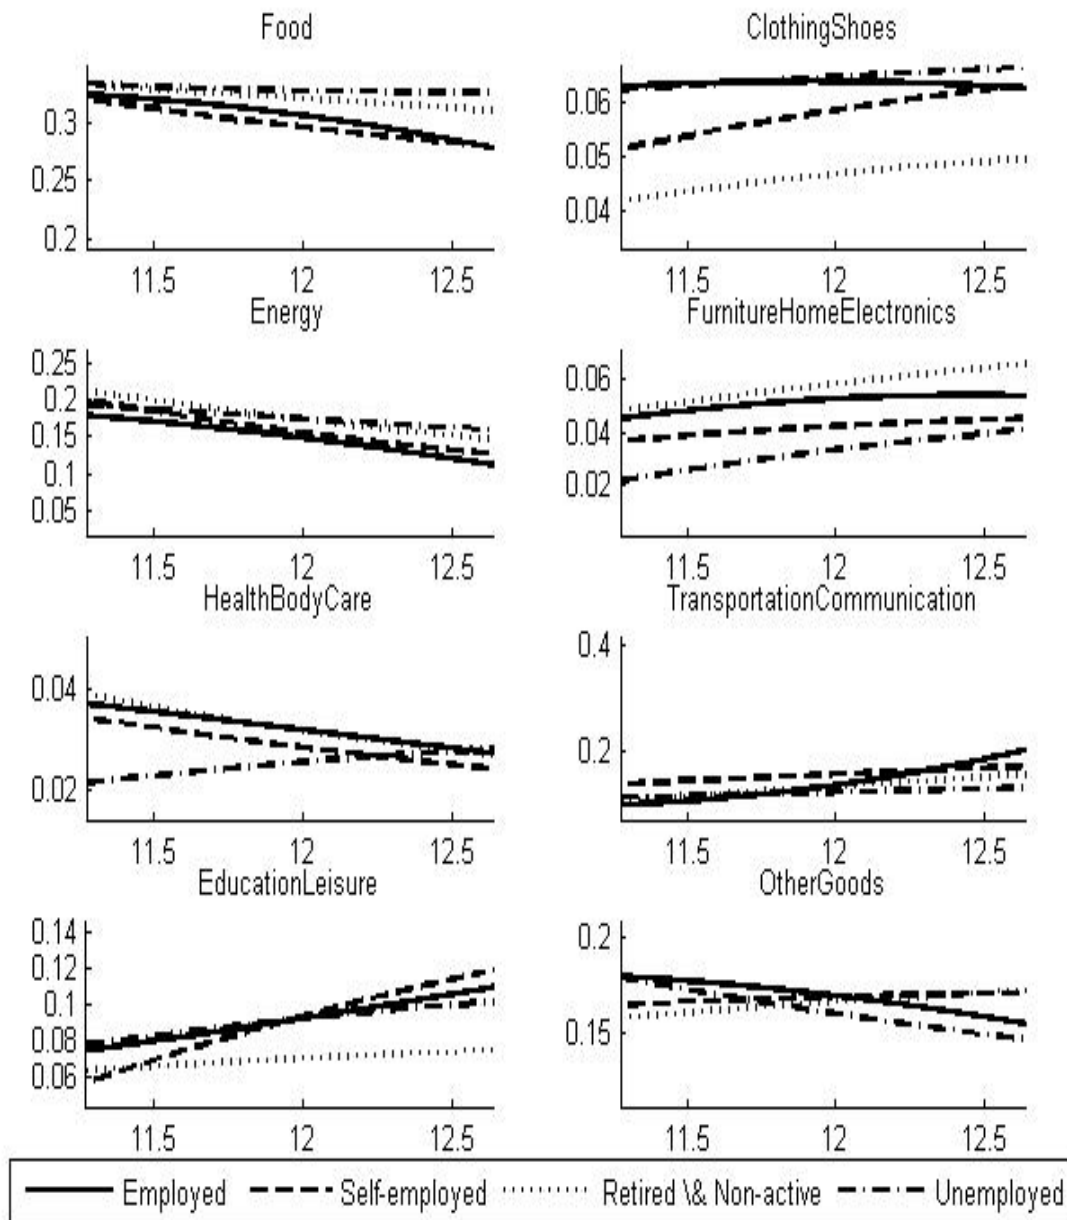 Food
0.3
0.25
0.2
11.5 12 12.5
ClothingShoes
0.06
0.05
0.04
11.5 12 12.5
Energy
0.25
0.2
0.15
0.1
0.05
11.5 12 12.5
FurnitureHomeElectronics
0.06
0.04
0.02
11.5 12 12.5
HealthBodyCare
0.04
0.02
11.5 12 12.5
TransportationCommunication
0.4
0.2
11.5 12 12.5
EducationLeisure
0.14
0.12
0.1
0.08
0.06
11.5 12 12.5
OtherGoods
0.2
0.15
11.5 12 12.5
Employed Self-employed Retired \& Non-active Unemployed